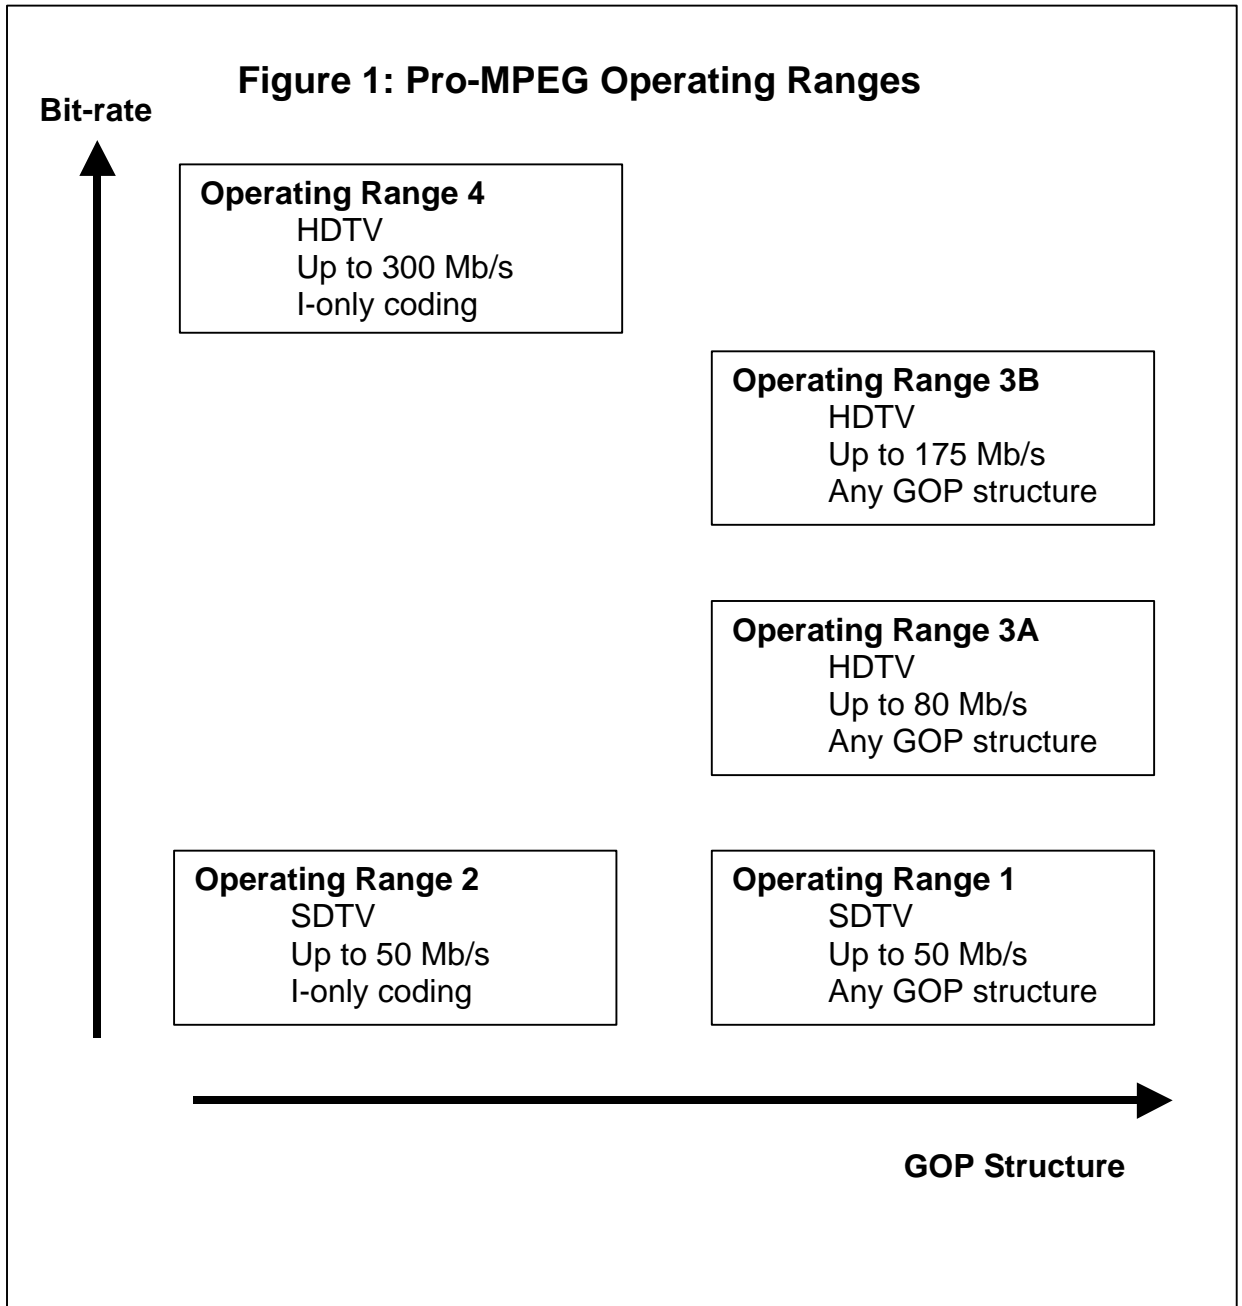 Figure 1: Pro-MPEG Operating Ranges
Bit-rate
Operating Range 4
HDTV
Up to 300 Mb/s
I-only coding
Operating Range 3B
HDTV
Up to 175 Mb/s
Any GOP structure
Operating Range 3A
HDTV
Up to 80 Mb/s
Any GOP structure
Operating Range 2
SDTV
Up to 50 Mb/s
I-only coding
Operating Range 1
SDTV
Up to 50 Mb/s
Any GOP structure
GOP Structure